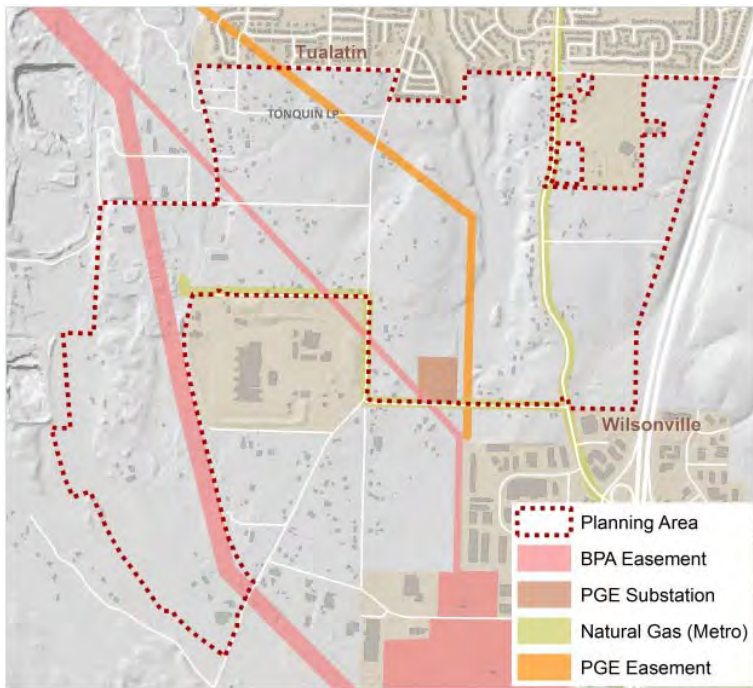 Tualatin
TONQUIN LP
Wilsonville
Planning Area
BPA Easement
PGE Substation
Natural Gas (Metro)
PGE Easement